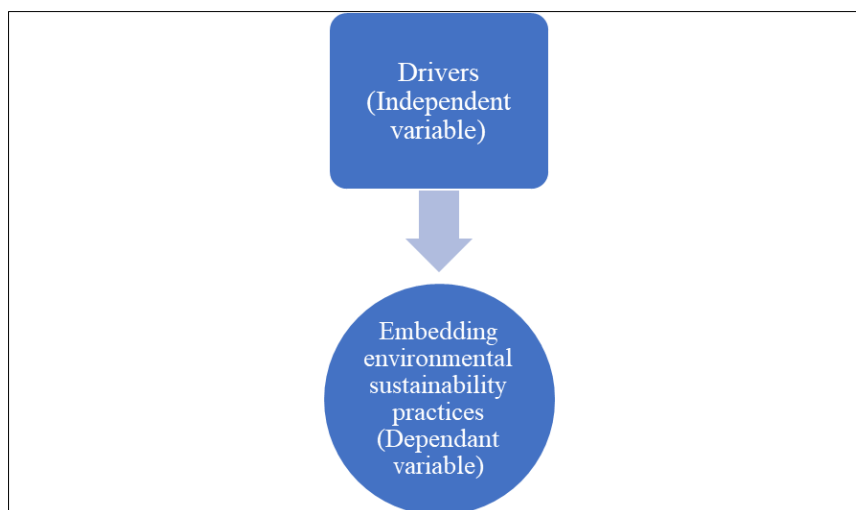 Drivers
(Independent
variable)
Embedding
environmental
sustainability
practices
(Dependant
variable)